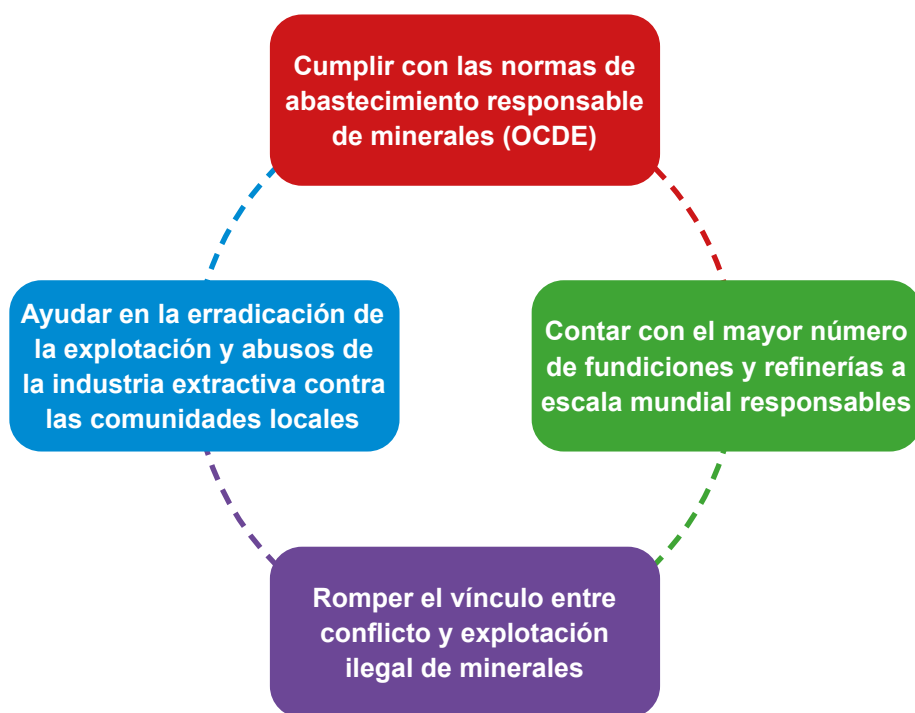 Cumplir con las normas de
abastecimiento responsable
de minerales (OCDE)
Ayudar en la erradicación de
la explotación y abusos de
la industria extractiva contra
las comunidades locales
Contar con el mayor número
de fundiciones y refinerías a
escala mundial responsables
Romper el vínculo entre
conflicto y explotación
ilegal de minerales